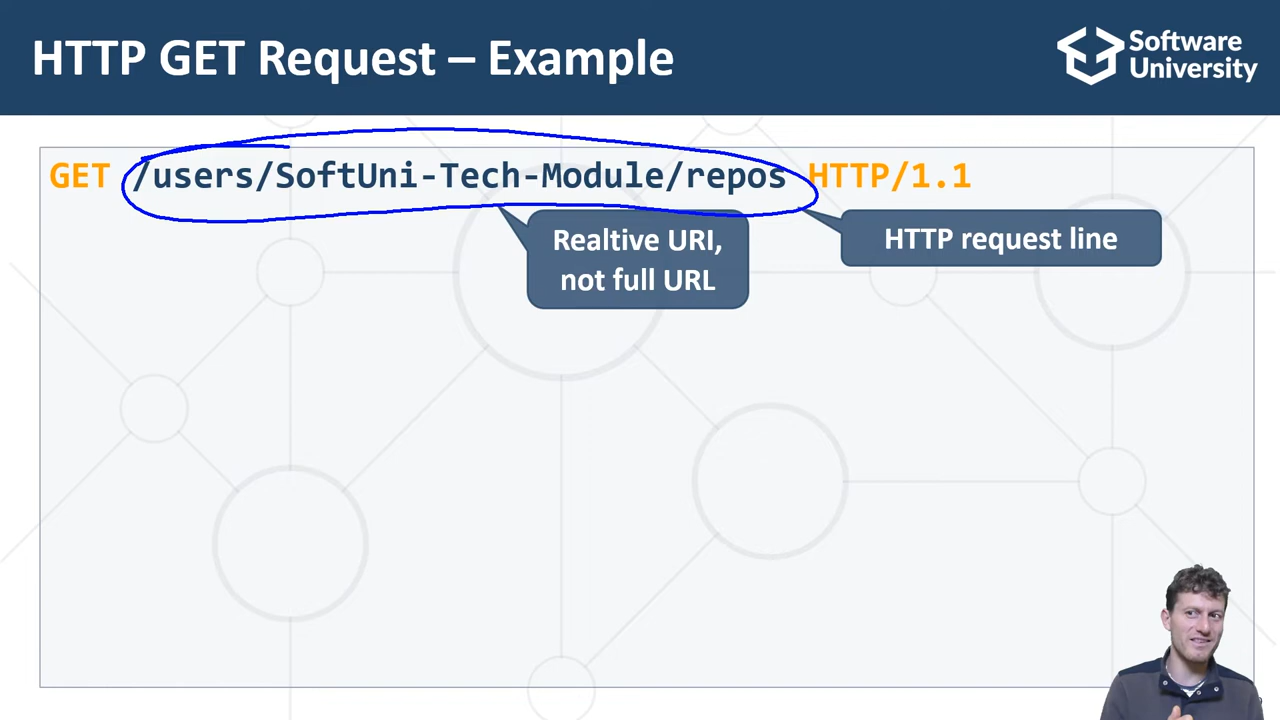 HTTP GET Request – Example
Software
University
GET /users/SoftUni-Tech-Module/repos HTTP/1.1
Realtive URI,
not full URL
HTTP request line